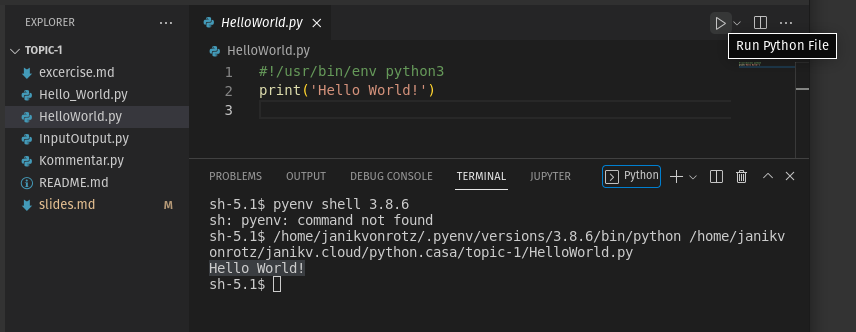 EXPLORER
TOPIC-1
excercise.md
Hello_World.py
HelloWorld.py
InputOutput.py
Kommentar.py
README.md
slides.md M
HelloWorld.py
Run Python File
HelloWorld.py
1 #!/usr/bin/env python3
2 print('Hello World!')
3
PROBLEMS OUTPUT DEBUG CONSOLE TERMINAL JUPYTER Python
sh-5.1$ pyenv shell 3.8.6
sh: pyenv: command not found
sh-5.1$ /home/janikvonrotz/.pyenv/versions/3.8.6/bin/python /home/janikv
onrotz/janikv.cloud/python.casa/topic-1/HelloWorld.py
Hello World!
sh-5.1$